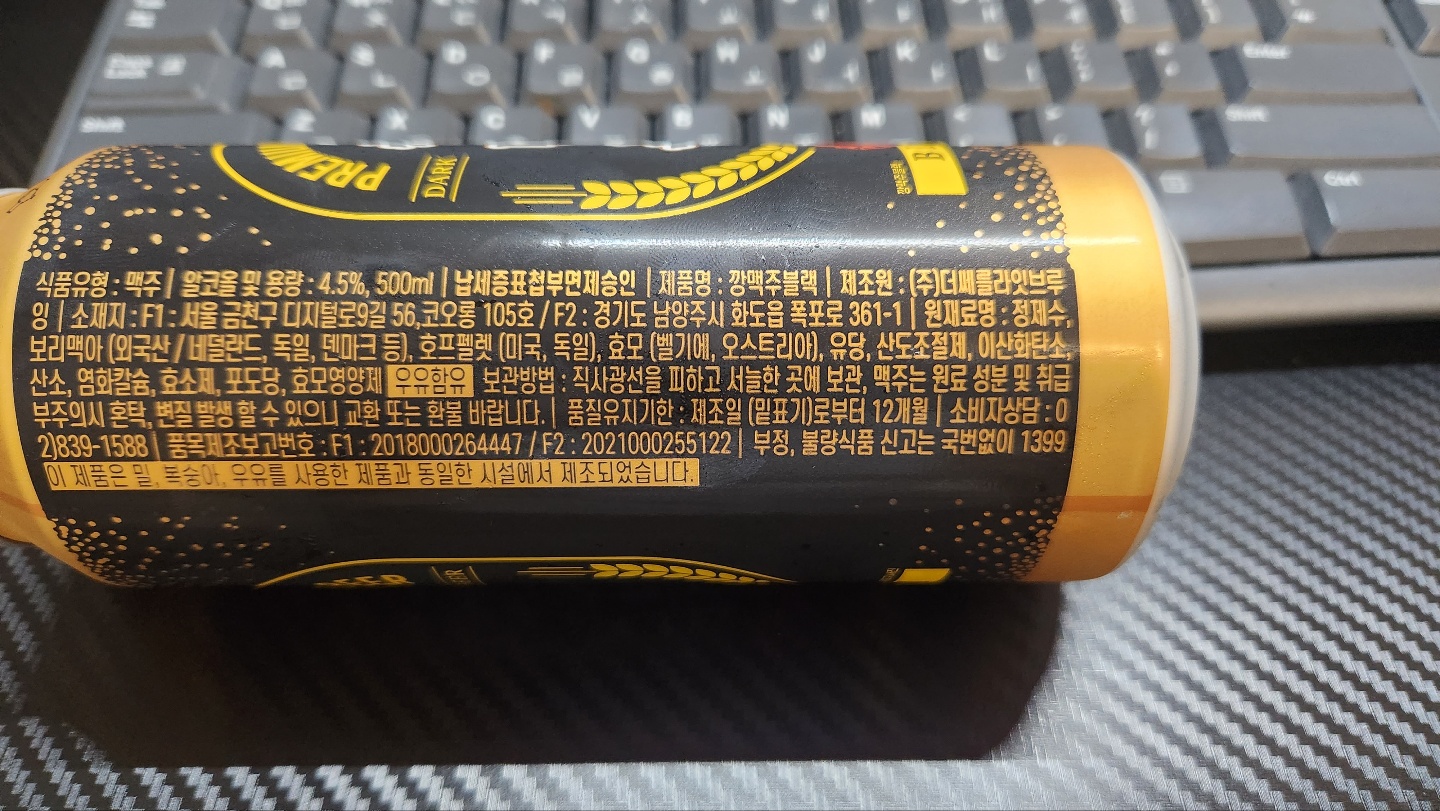 A S D F G H J K L
Shift Z X C V B N M
Ctrl
PREMI
DARK
식품유형 : 맥주 | 알코올 및 용량 : 4.5%, 500ml | 납세증표첩부면제승인 | 제품명 : 깡맥주블랙 | 제조원 : (주)더쎄를라잇브루
잉 | 소재지 : F1 : 서울 금천구 디지털로9길 56,코오롱 105호 / F2 : 경기도 남양주시 화도읍 폭포로 361-1 | 원재료명 : 정제수,
보리맥아 (외국산 / 네덜란드, 독일, 덴마크 등), 호프펠렛 (미국, 독일), 효모 (벨기에, 오스트리아), 유당, 산도조절제, 이산화탄소,
산소, 염화칼슘, 효소제, 포도당, 효모영양제 우유함유 보관방법 : 직사광선을 피하고 서늘한 곳에 보관, 맥주는 원료 성분 및 취급
부주의시 혼탁, 변질 발생 할 수 있으니 교환 또는 환불 바랍니다. | 품질유지기한 : 제조일 (밑표기)로부터 12개월 | 소비자상담 : 0
2)839-1588 | 품목제조보고번호 : F1 : 2018000264447 / F2 : 2021000255122 | 부정, 불량식품 신고는 국번없이 1399
이 제품은 밀, 복숭아, 우유를 사용한 제품과 동일한 시설에서 제조되었습니다.